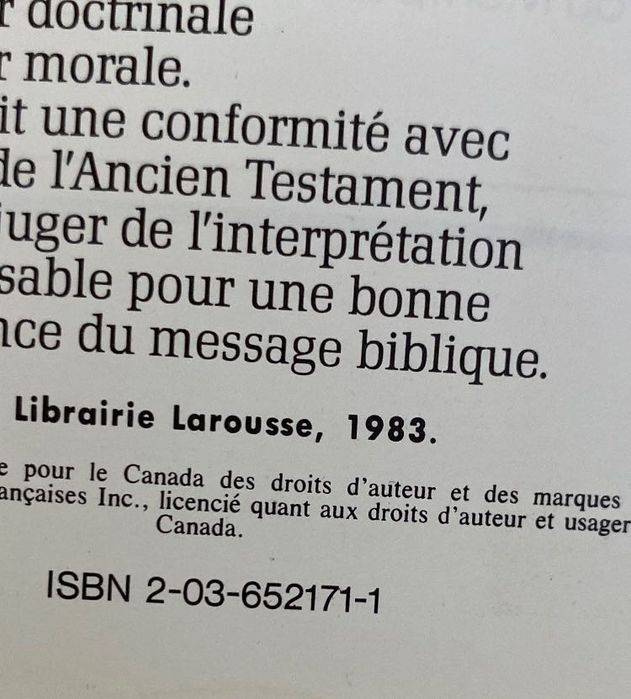 r doctrinale
r morale.
it une conformité avec
de l'Ancien Testament,
juger de l'interprétation
sable pour une bonne
nce du message biblique.
Librairie Larousse, 1983.
e pour le Canada des droits d'auteur et des marques
ançaises Inc., licencié quant aux droits d'auteur et usager
Canada.
ISBN 2-03-652171-1